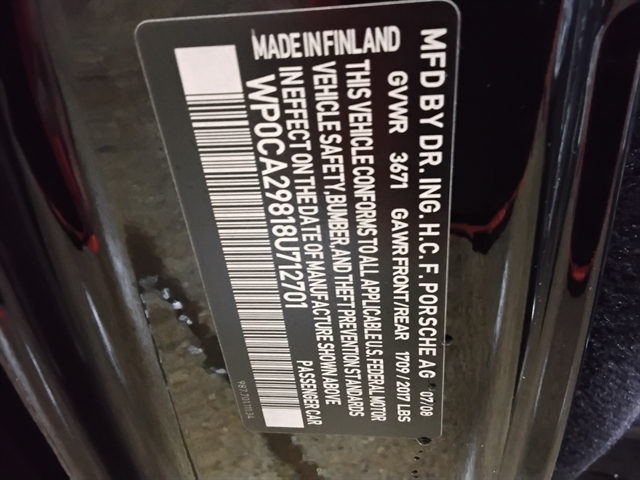 MFD BY DR. ING. H.C. F. PORSCHE AG 07/08
GVWR 3671 GAWR FRONT/REAR 1709 / 2017 LBS
THIS VEHICLE CONFORMS TO ALL APPLICABLE U.S. FEDERAL MOTOR
VEHICLE SAFETY, BUMPER, AND THEFT PREVENTION STANDARDS
IN EFFECT ON THE DATE OF MANUFACTURE SHOWN ABOVE
WP0CA29818U712701 PASSENGER CAR
MADE IN FINLAND